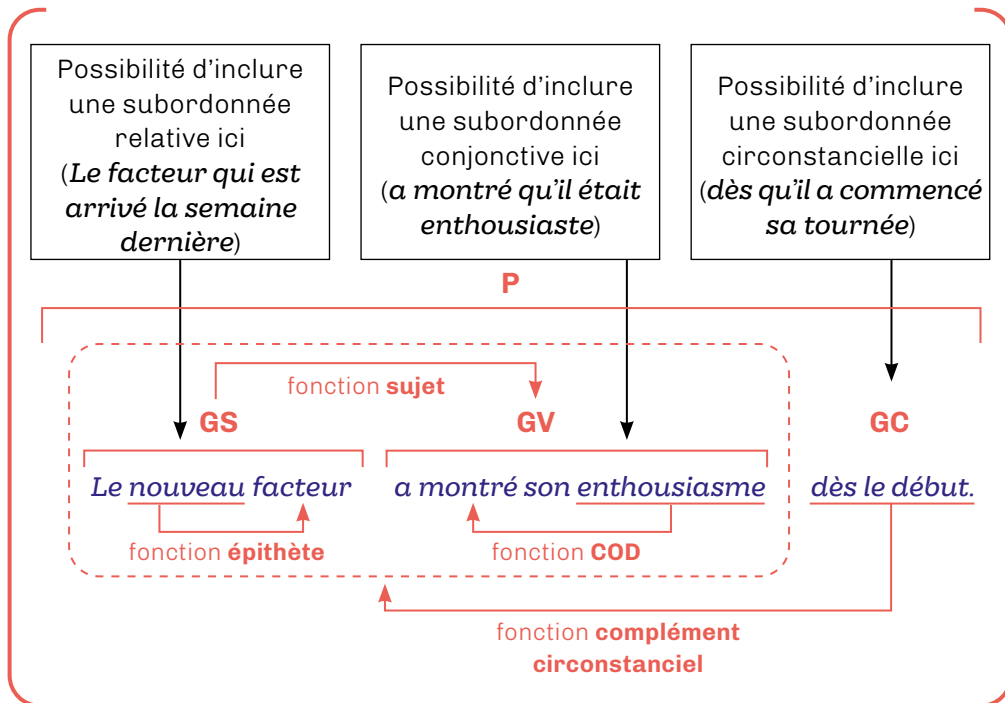 Possibilité d'inclure
une subordonnée
relative ici
(Le facteur qui est
arrivé la semaine
dernière)
Possibilité d'inclure
une subordonnée
conjonctive ici
(a montré qu'il était
enthousiaste)
Possibilité d'inclure
une subordonnée
circonstancielle ici
(dès qu'il a commencé
sa tournée)
P
fonction sujet
GS
GV
GC
Le nouveau facteur
a montré son enthousiasme
dès le début.
fonction épithète
fonction COD
fonction complément
circonstanciel